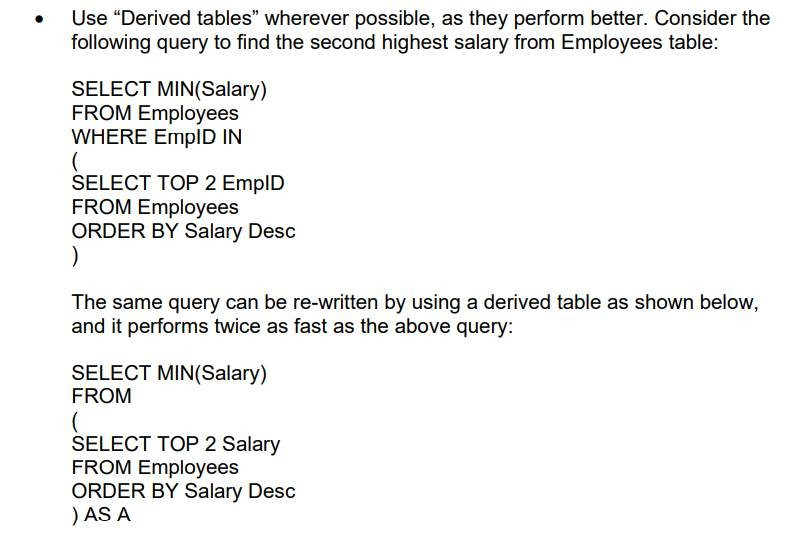 • Use “Derived tables” wherever possible, as they perform better. Consider the
following query to find the second highest salary from Employees table:
SELECT MIN(Salary)
FROM Employees
WHERE EmpID IN
(
SELECT TOP 2 EmpID
FROM Employees
ORDER BY Salary Desc
)
The same query can be re-written by using a derived table as shown below,
and it performs twice as fast as the above query:
SELECT MIN(Salary)
FROM
(
SELECT TOP 2 Salary
FROM Employees
ORDER BY Salary Desc
) AS A